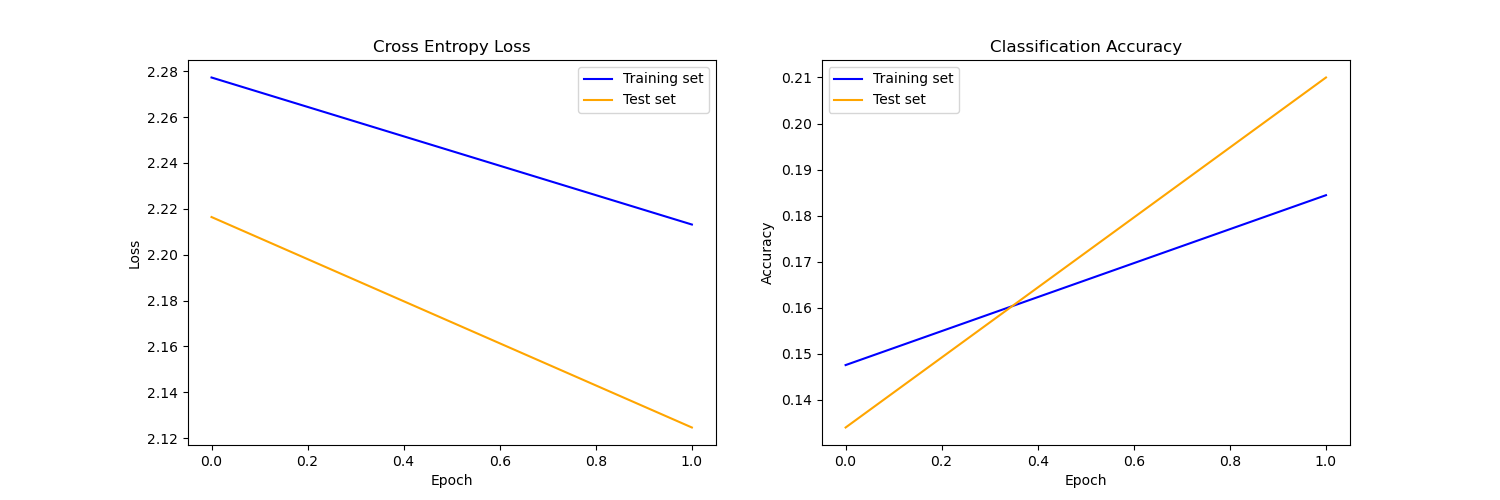 Cross Entropy Loss
Training set
Test set
2.28
2.26
2.24
2.22
2.20
2.18
2.16
2.14
2.12
Loss
0.0 0.2 0.4 0.6 0.8 1.0
Epoch
Classification Accuracy
Training set
Test set
0.21
0.20
0.19
0.18
0.17
0.16
0.15
0.14
Accuracy
0.0 0.2 0.4 0.6 0.8 1.0
Epoch